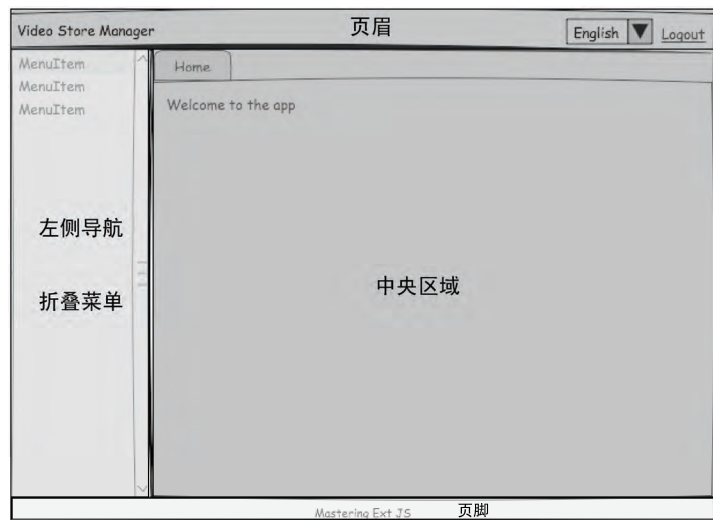 Video Store Manager
页眉
English
Logout
MenuItem
MenuItem
MenuItem
Home
Welcome to the app
左侧导航
折叠菜单
中央区域
Mastering Ext JS
页脚